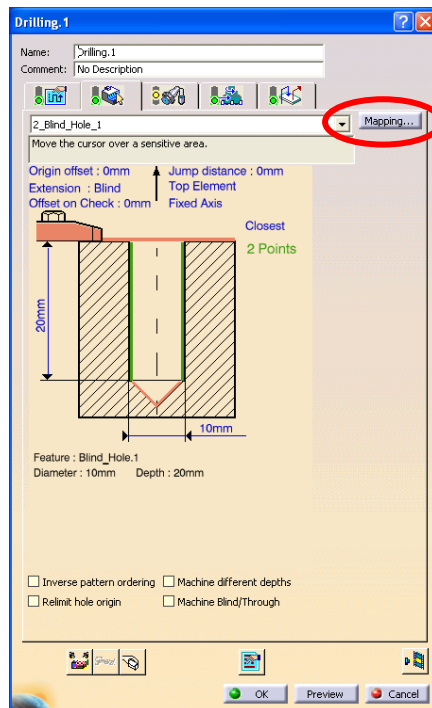 Drilling.1
Name: Drilling.1
Comment: No Description
2_Blind_Hole_1 Mapping...
Move the cursor over a sensitive area.
Origin offset : 0mm Jump distance : 0mm
Extension : Blind Top Element
Offset on Check : 0mm Fixed Axis
Closest
2 Points
20mm
10mm
Feature : Blind_Hole.1
Diameter : 10mm Depth : 20mm
Inverse pattern ordering Machine different depths
Relimit hole origin Machine Blind/Through
OK Preview Cancel